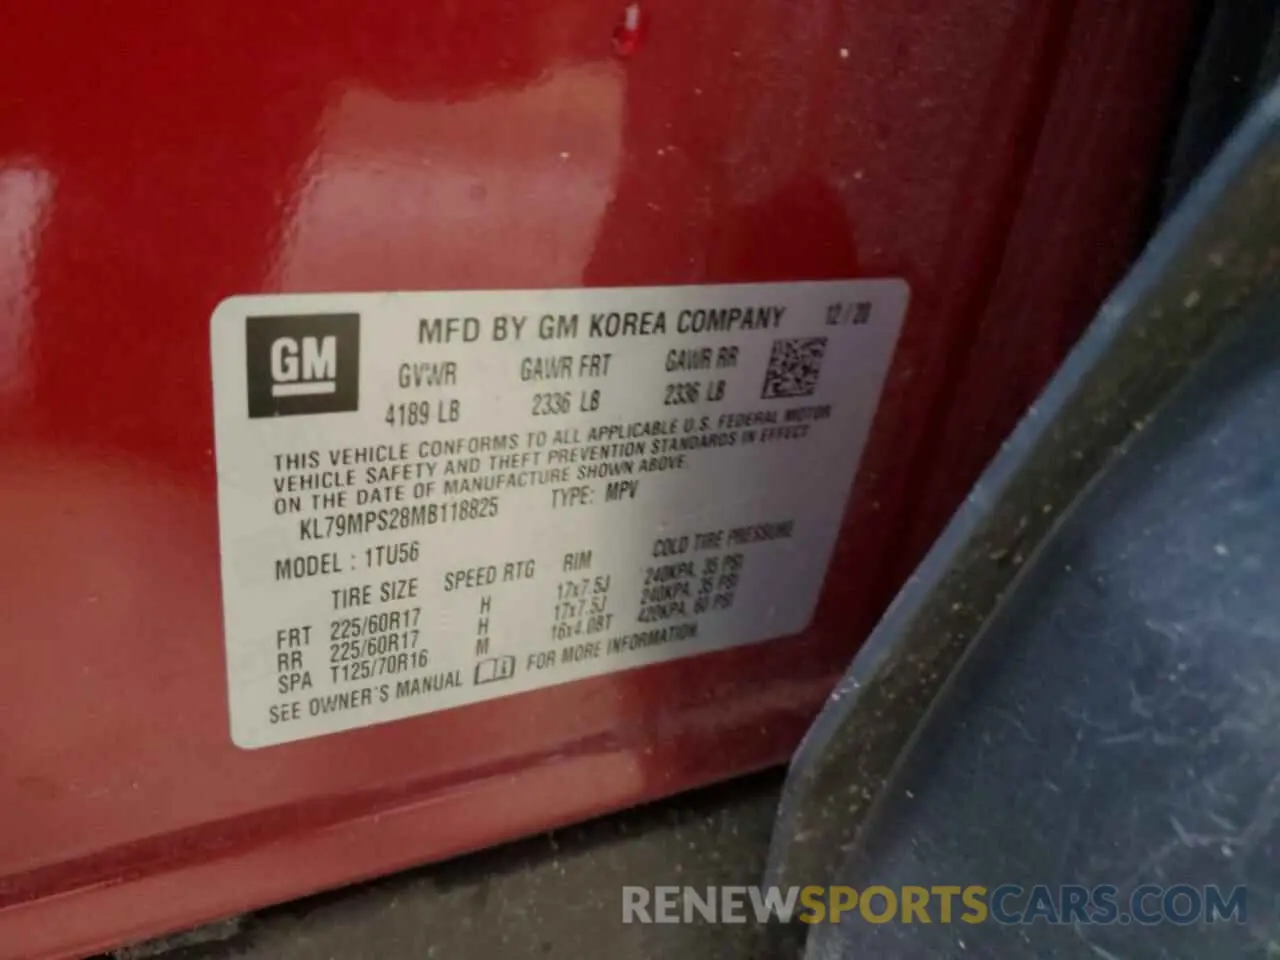 GM
MFD BY GM KOREA COMPANY 12/20
GVWR GAWR FRT GAWR RR
4189 LB 2336 LB 2336 LB
THIS VEHICLE CONFORMS TO ALL APPLICABLE U.S. FEDERAL MOTOR
VEHICLE SAFETY AND THEFT PREVENTION STANDARDS IN EFFECT
ON THE DATE OF MANUFACTURE SHOWN ABOVE.
KL79MPS28MB118825 TYPE: MPV
MODEL : 1TU56
TIRE SIZE SPEED RTG RIM COLD TIRE PRESSURE
FRT 225/60R17 H 17x7.5J 240KPA, 35 PSI
RR 225/60R17 H 17x7.5J 240KPA, 35 PSI
SPA T125/70R16 M 16x4.0BT 420KPA, 60 PSI
SEE OWNER'S MANUAL FOR MORE INFORMATION.
RENEWSPORTSCARS.COM